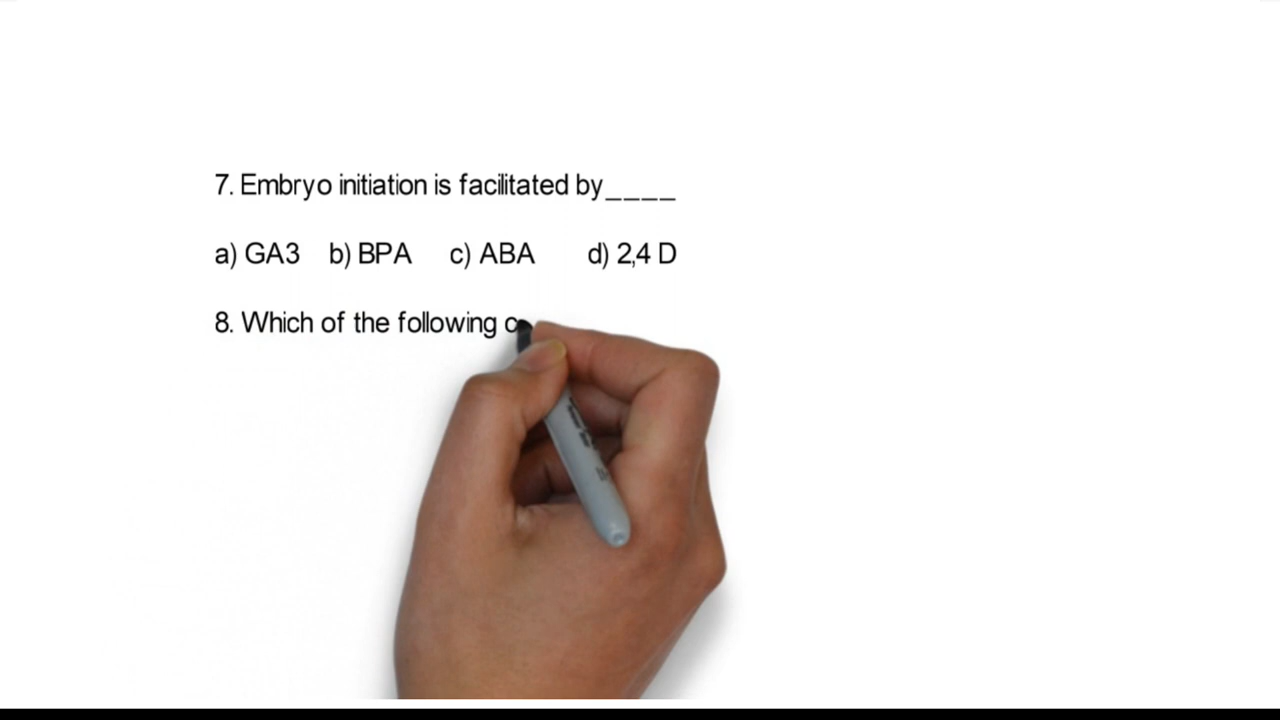 7. Embryo initiation is facilitated by____
a) GA3 b) BPA c) ABA d) 2,4 D
8. Which of the following